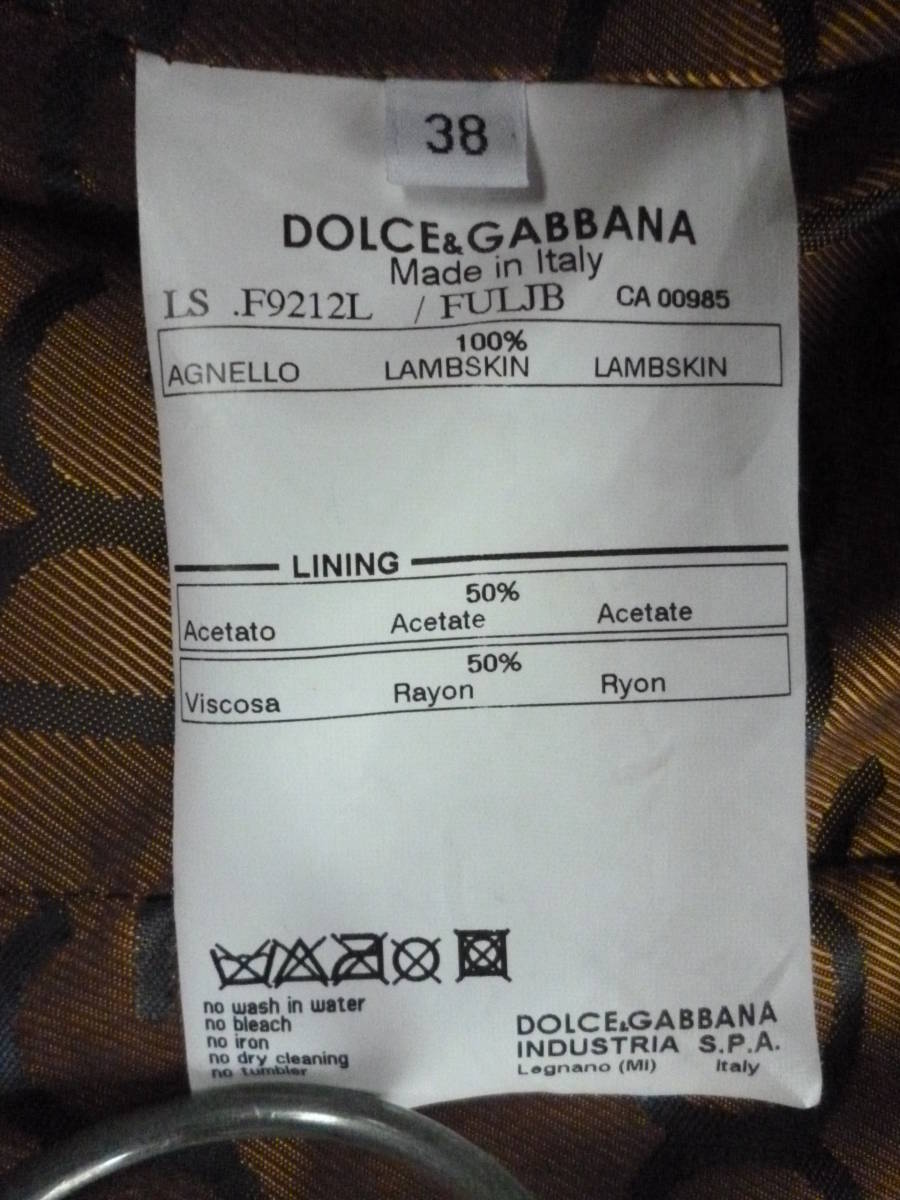 38
DOLCE&GABBANA
Made in Italy
LS .F9212L / FULJB CA 00985
100%
AGNELLO LAMBSKIN LAMBSKIN
LINING
50%
Acetato Acetate Acetate
50%
Viscosa Rayon Ryon
no wash in water
no bleach
no iron
no dry cleaning
no tumbler
DOLCE&GABBANA
INDUSTRIA S.P.A.
Legnano (MI) Italy